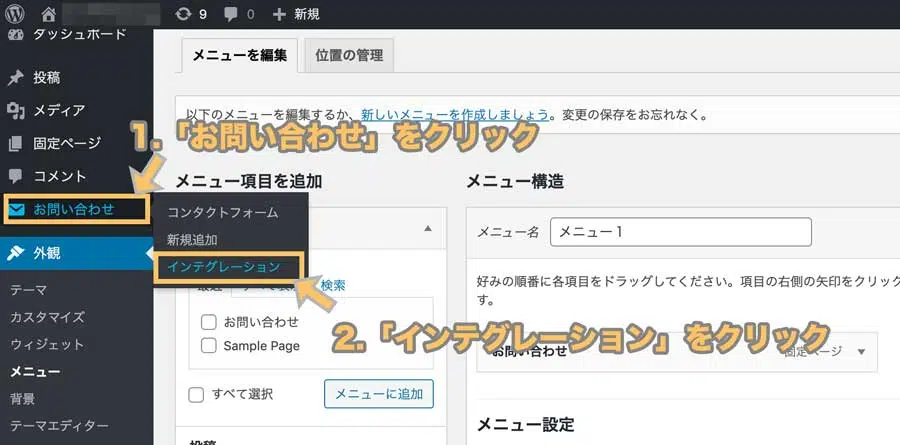 9 0 新規
ダッシュボード
投稿
メディア
固定ページ
コメント
お問い合わせ
外観
テーマ
カスタマイズ
ウィジェット
メニュー
背景
テーマエディター
コンタクトフォーム
新規追加
インテグレーション
1.「お問い合わせ」をクリック
2.「インテグレーション」をクリック
メニューを編集 位置の管理
以下のメニューを編集するか、新しいメニューを作成しましょう。変更の保存をお忘れなく。
メニュー項目を追加
検索
お問い合わせ
Sample Page
すべて選択 メニューに追加
メニュー構造
メニュー名 メニュー 1
好みの順番に各項目をドラッグしてください。項目の右側の矢印をクリック
す。
お問い合わせ 固定ページ
メニュー設定